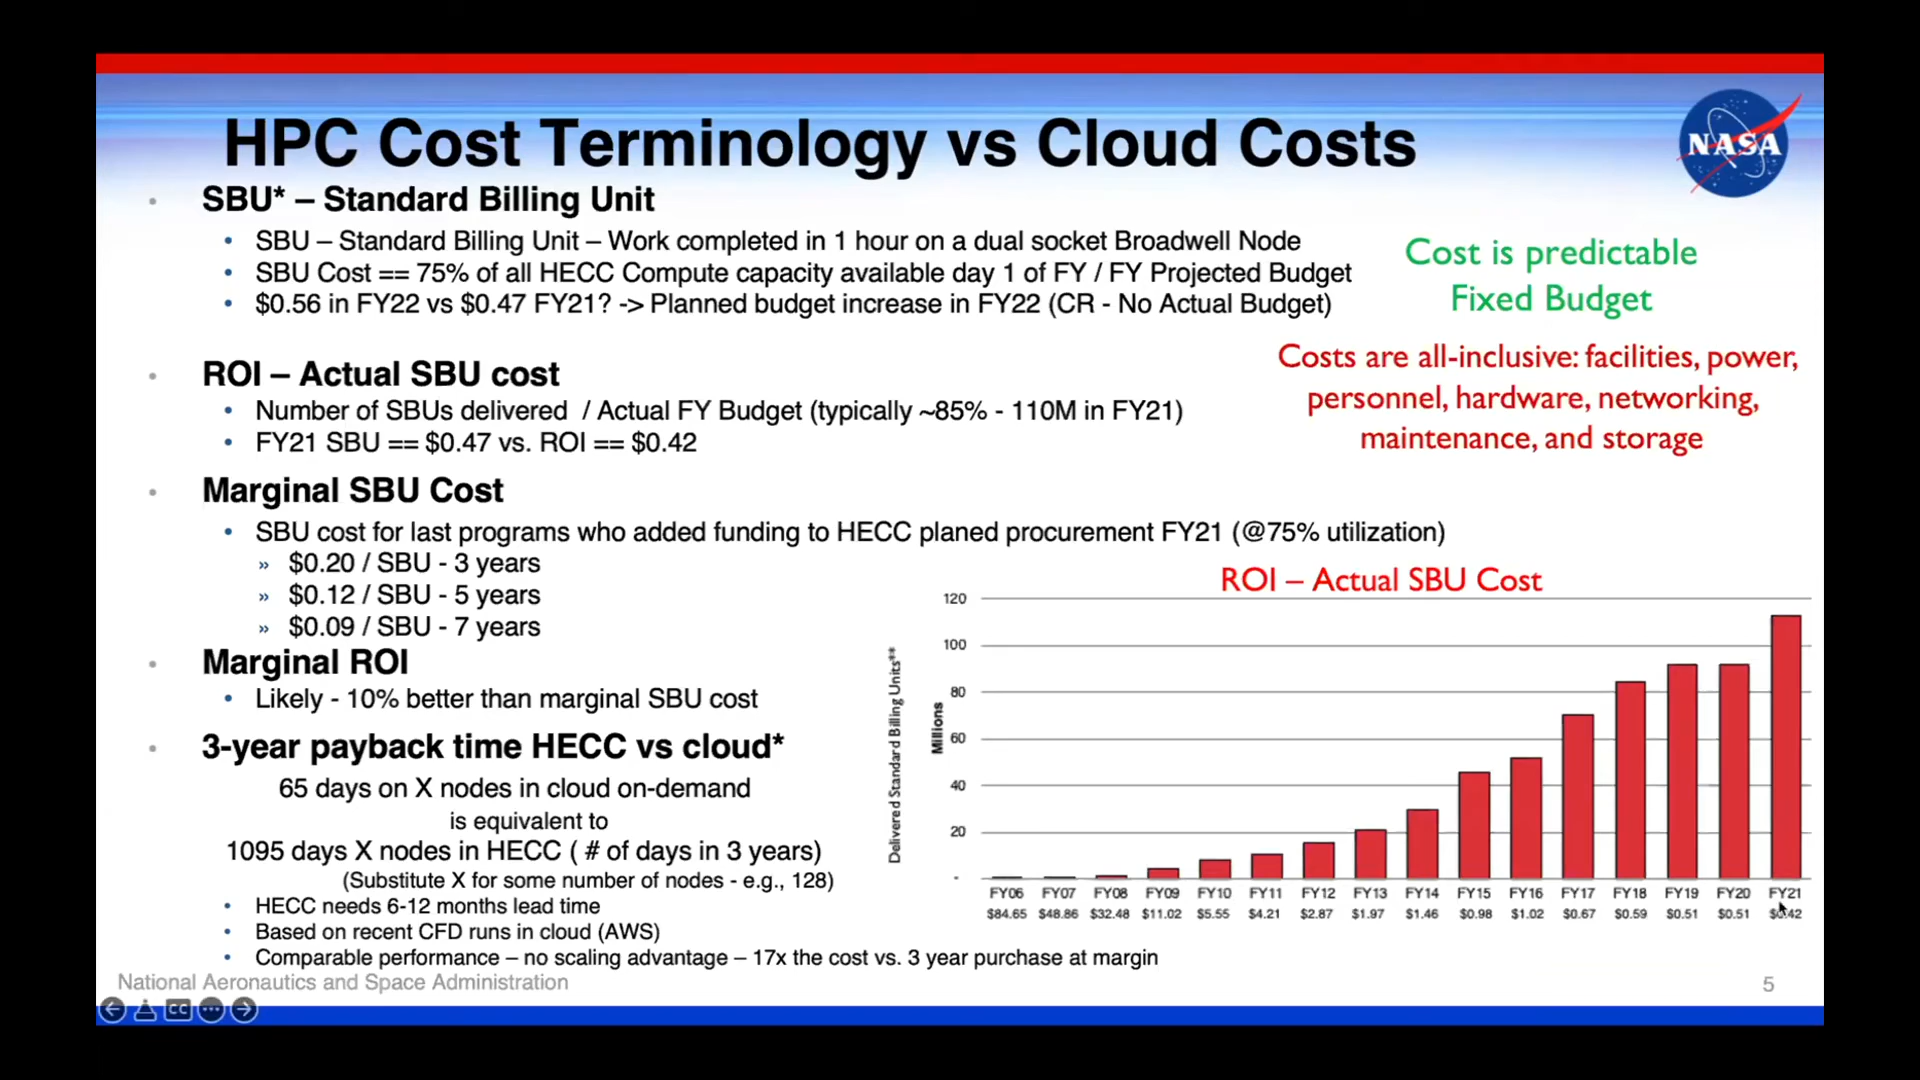 HPC Cost Terminology vs Cloud Costs
NASA
• SBU* – Standard Billing Unit
• SBU – Standard Billing Unit – Work completed in 1 hour on a dual socket Broadwell Node
• SBU Cost == 75% of all HECC Compute capacity available day 1 of FY / FY Projected Budget
• $0.56 in FY22 vs $0.47 FY21? -> Planned budget increase in FY22 (CR - No Actual Budget)
Cost is predictable
Fixed Budget
Costs are all-inclusive: facilities, power,
personnel, hardware, networking,
maintenance, and storage
• ROI – Actual SBU cost
• Number of SBUs delivered / Actual FY Budget (typically ~85% - 110M in FY21)
• FY21 SBU == $0.47 vs. ROI == $0.42
• Marginal SBU Cost
• SBU cost for last programs who added funding to HECC planed procurement FY21 (@75% utilization)
» $0.20 / SBU - 3 years
» $0.12 / SBU - 5 years
» $0.09 / SBU - 7 years
• Marginal ROI
• Likely - 10% better than marginal SBU cost
• 3-year payback time HECC vs cloud*
65 days on X nodes in cloud on-demand
is equivalent to
1095 days X nodes in HECC ( # of days in 3 years)
(Substitute X for some number of nodes - e.g., 128)
• HECC needs 6-12 months lead time
• Based on recent CFD runs in cloud (AWS)
• Comparable performance – no scaling advantage – 17x the cost vs. 3 year purchase at margin
ROI – Actual SBU Cost
Delivered Standard Billing Units**
Millions
120
100
80
60
40
20
-
FY06 FY07 FY08 FY09 FY10 FY11 FY12 FY13 FY14 FY15 FY16 FY17 FY18 FY19 FY20 FY21
$84.65 $48.86 $32.48 $11.02 $5.55 $4.21 $2.87 $1.97 $1.46 $0.98 $1.02 $0.67 $0.59 $0.51 $0.51 $0.42
National Aeronautics and Space Administration
5
CC